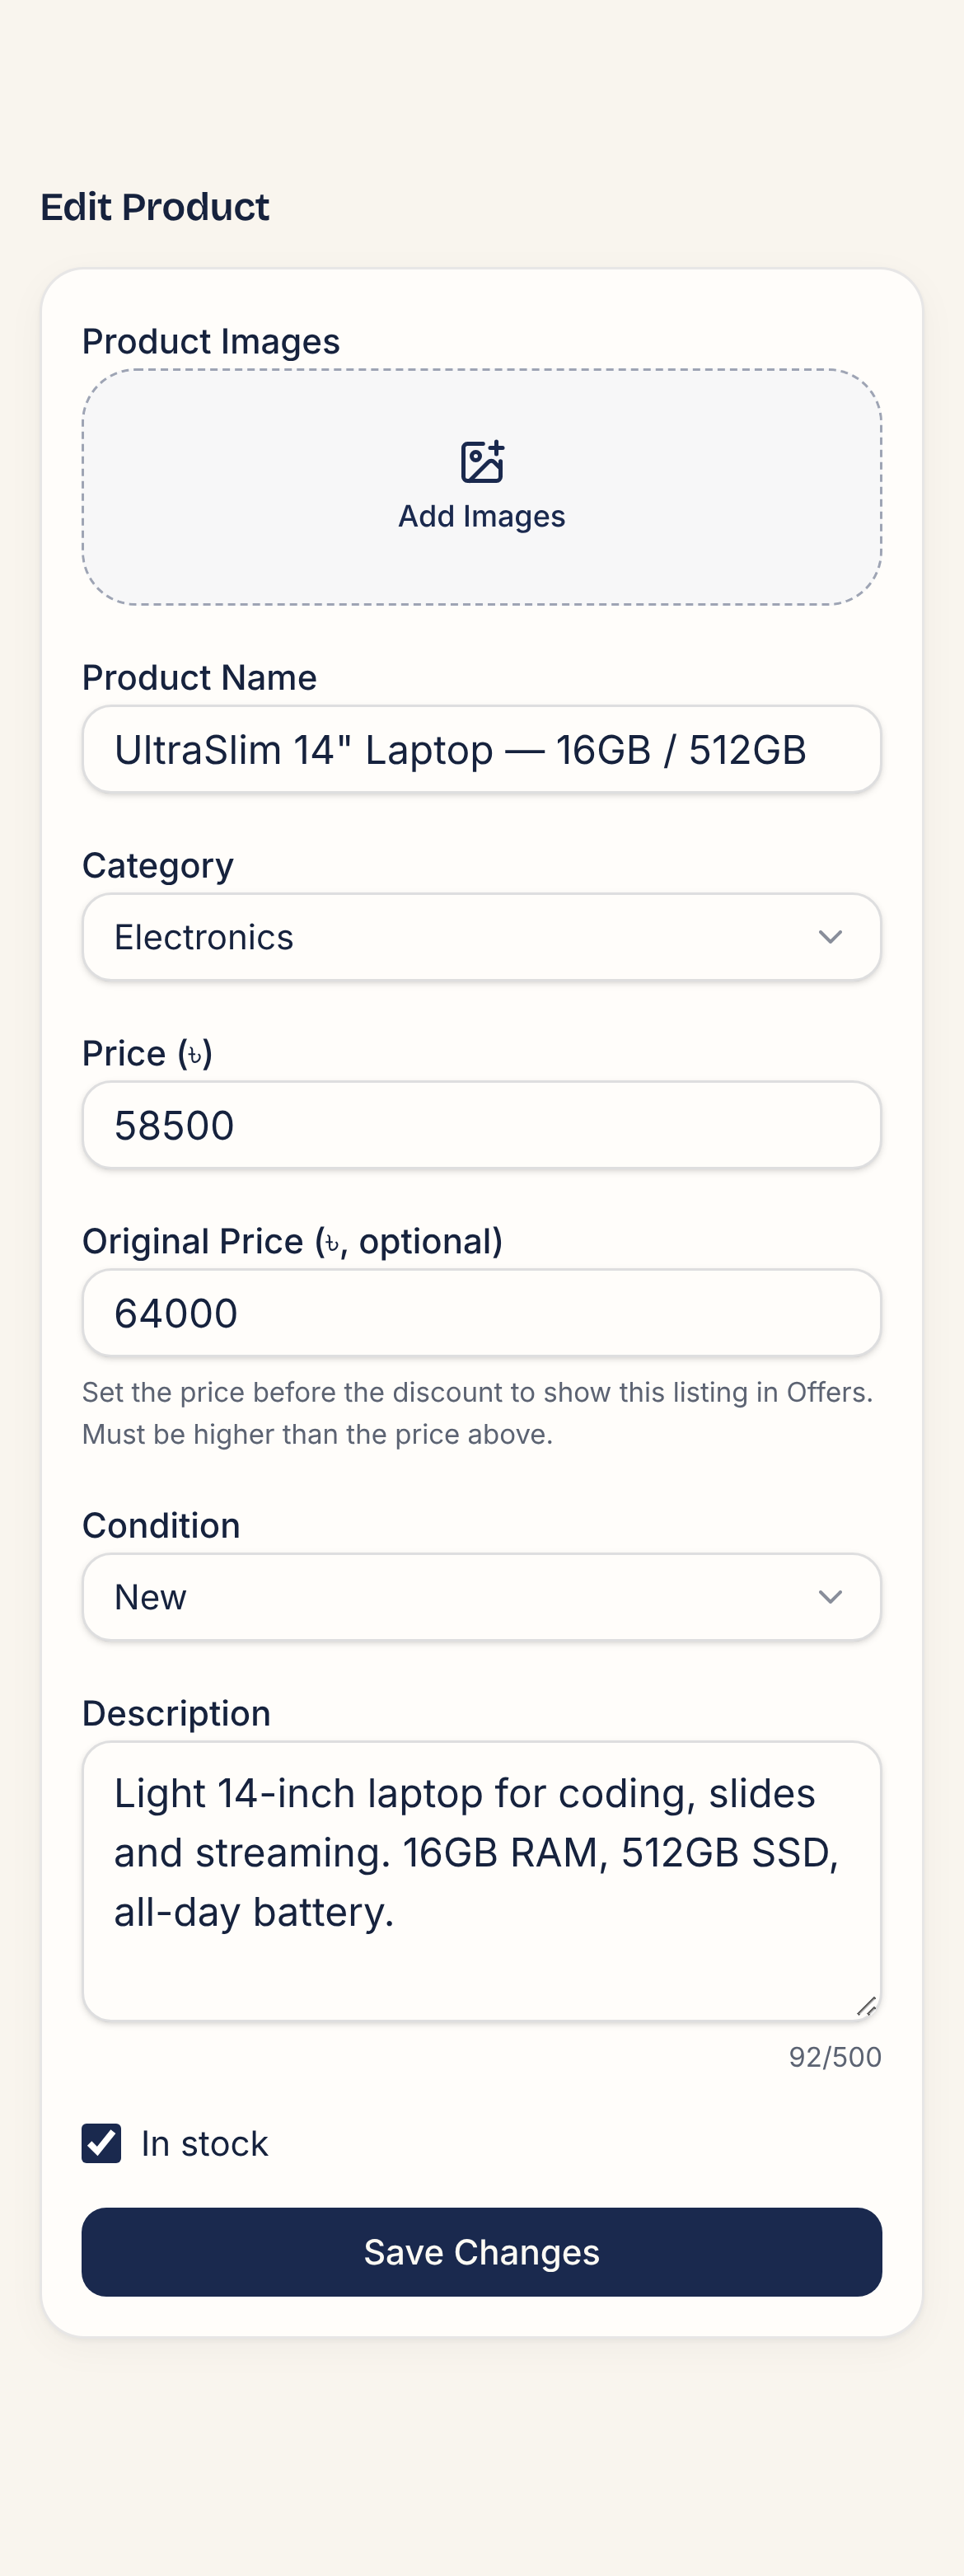 Edit Product
Product Images
Add Images
Product Name
UltraSlim 14" Laptop — 16GB / 512GB
Category
Electronics
Price (৳)
58500
Original Price (৳, optional)
64000
Set the price before the discount to show this listing in Offers.
Must be higher than the price above.
Condition
New
Description
Light 14-inch laptop for coding, slides
and streaming. 16GB RAM, 512GB SSD,
all-day battery.
92/500
In stock
Save Changes